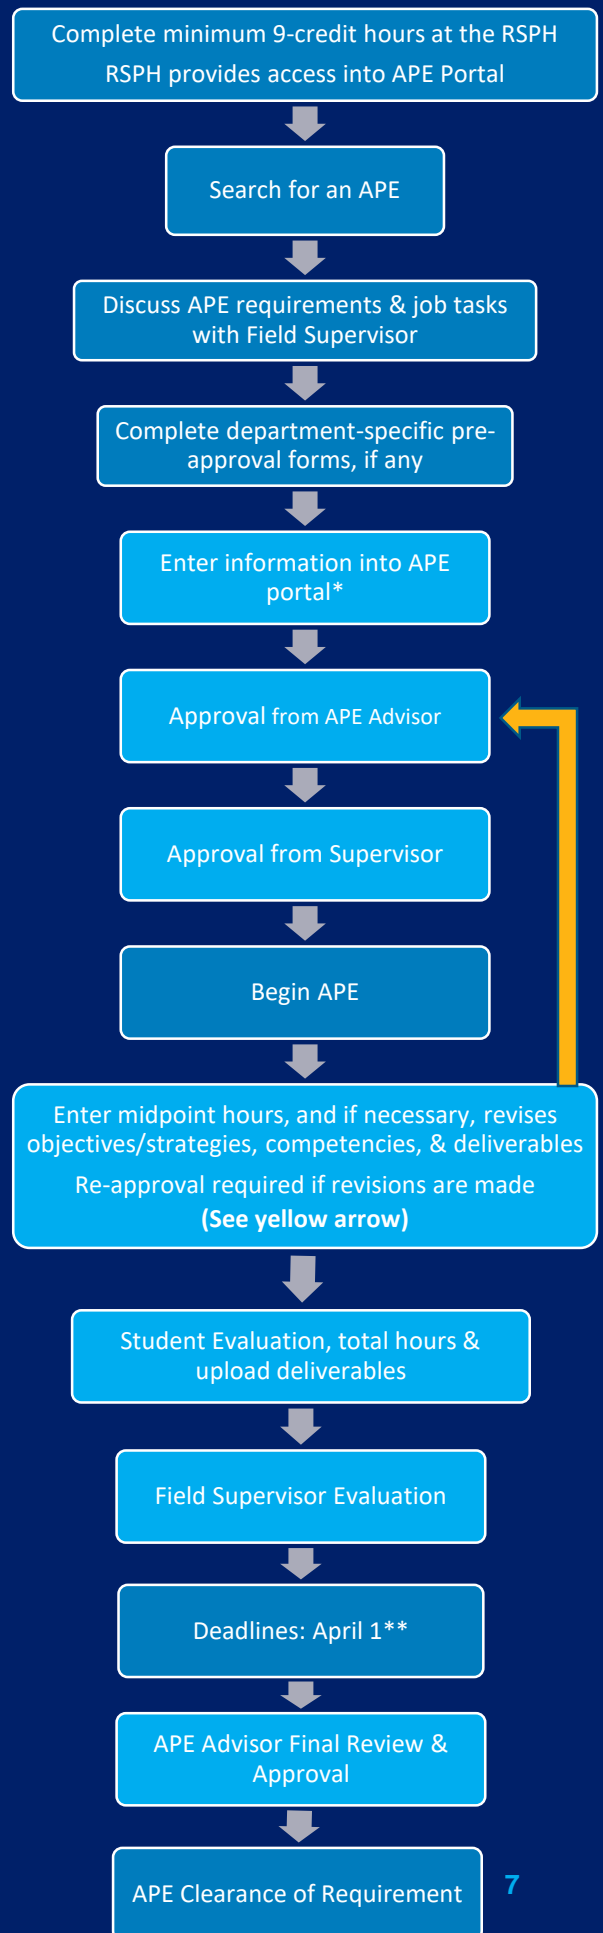 Complete minimum 9-credit hours at the RSPH
RSPH provides access into APE Portal
Search for an APE
Discuss APE requirements & job tasks
with Field Supervisor
Complete department-specific pre-
approval forms, if any
Enter information into APE
portal*
Approval from APE Advisor
Approval from Supervisor
Begin APE
Enter midpoint hours, and if necessary, revises
objectives/strategies, competencies, & deliverables
Re-approval required if revisions are made
(See yellow arrow)
Student Evaluation, total hours &
upload deliverables
Field Supervisor Evaluation
Deadlines: April 1**
APE Advisor Final Review &
Approval
APE Clearance of Requirement
7